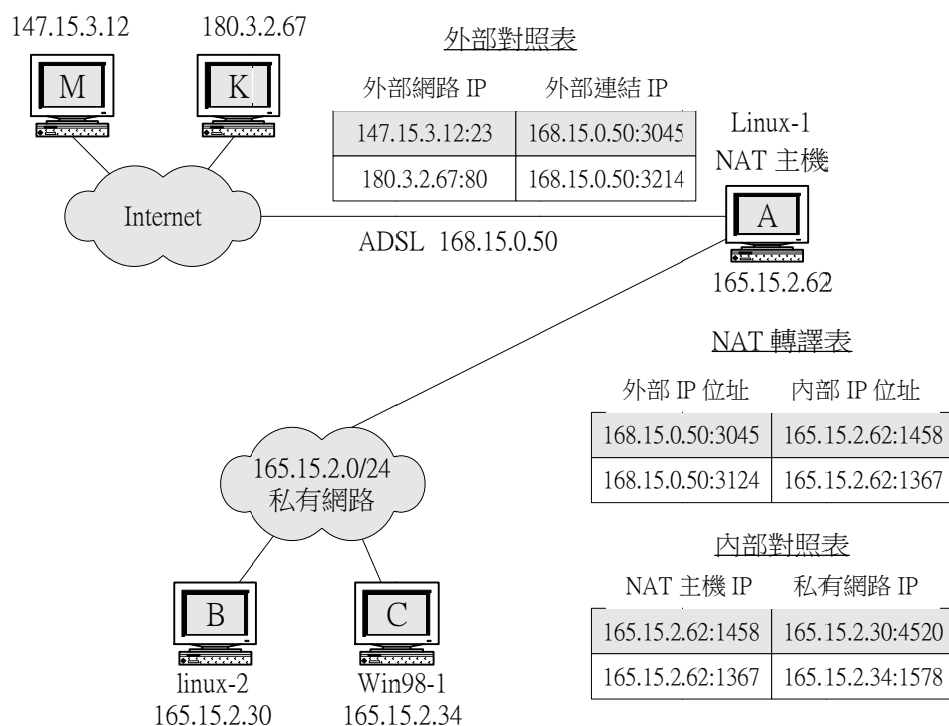 147.15.3.12
180.3.2.67
M
K
Internet
外部對照表
外部網路 IP 外部連結 IP
147.15.3.12:23 168.15.0.50:3045
180.3.2.67:80 168.15.0.50:3214
Linux-1
NAT 主機
A
165.15.2.62
ADSL 168.15.0.50
NAT 轉譯表
外部 IP 位址 內部 IP 位址
168.15.0.50:3045 165.15.2.62:1458
168.15.0.50:3124 165.15.2.62:1367
165.15.2.0/24
私有網路
內部對照表
NAT 主機 IP 私有網路 IP
165.15.2.62:1458 165.15.2.30:4520
165.15.2.62:1367 165.15.2.34:1578
B
linux-2
165.15.2.30
C
Win98-1
165.15.2.34